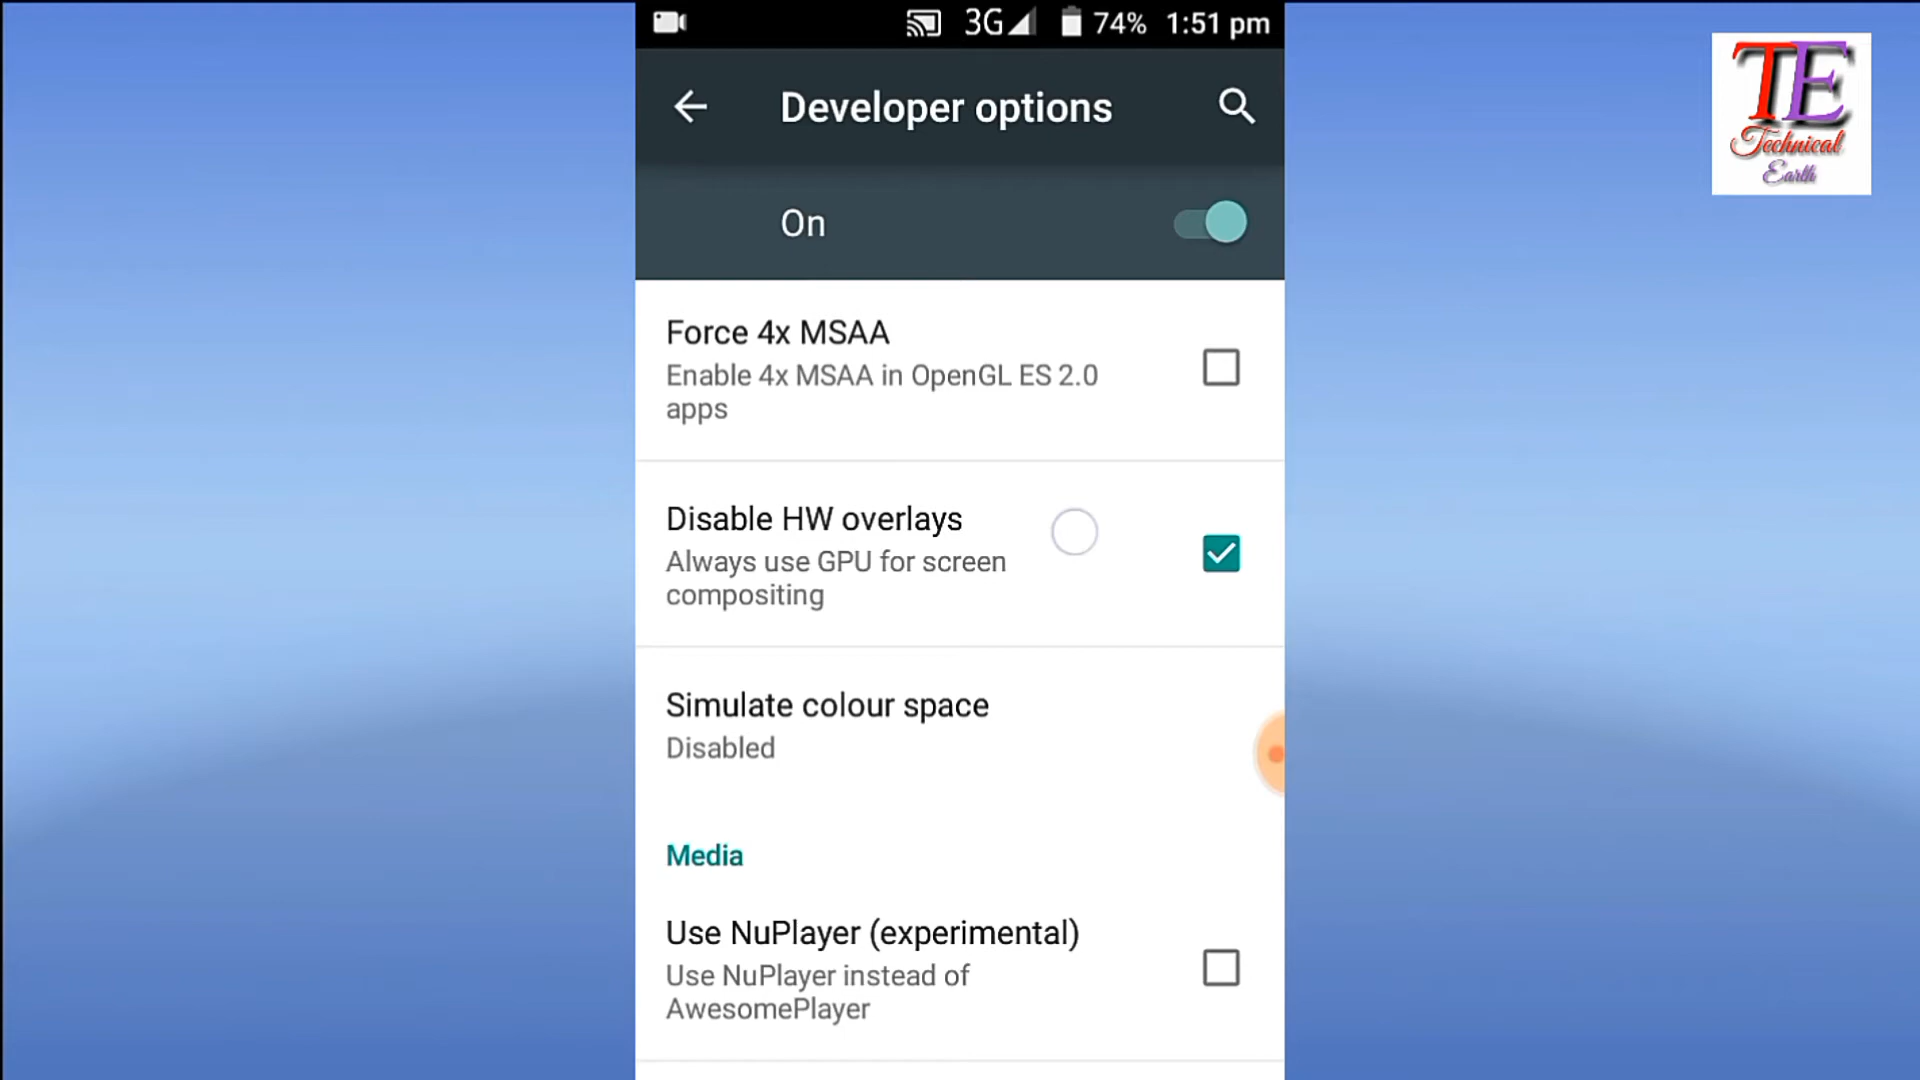 3G 74% 1:51 pm
Developer options
On
Force 4x MSAA
Enable 4x MSAA in OpenGL ES 2.0
apps
Disable HW overlays
Always use GPU for screen
compositing
Simulate colour space
Disabled
Media
Use NuPlayer (experimental)
Use NuPlayer instead of
AwesomePlayer
TE
Technical
Earth